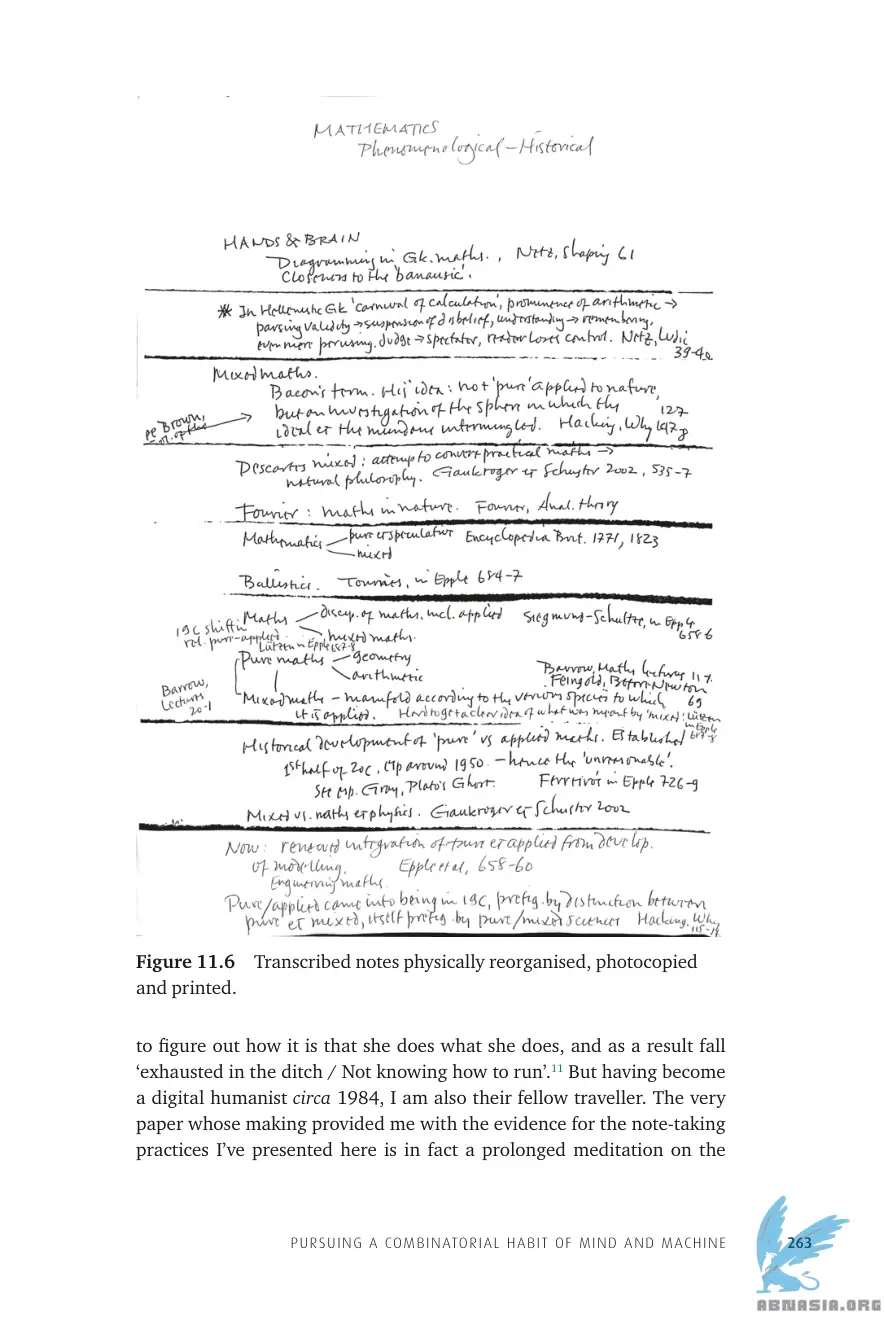 MATHEMATICS
Phenomenological – Historical
HANDS & BRAIN
Diagramming in Gk. maths., Netz, Shaping 61
Closeness to the 'banausic'.
* In Hellenistic Gk 'carnival of calculation', prominence of arithmetic →
parsing validity → suspension of disbelief, understanding → remembering,
even mere perusing. Judge → spectator, reader loses control. Netz, Ludic
39-40
Mixed maths.
Bacon's term. His idea: not 'pure' applied to nature,
but an investigation of the sphere in which the 127
ideal et the mundane intermingled. Hacking, Why 147 8
Brown,
Descartes mixed: attempt to convert practical maths →
natural philosophy. Gaukroger et Schuster 2002, 535-7
Fourier: maths in nature. Fourier, Anal. theory
Mathematics pure et speculative Encyclopedia Brit. 1771, 1823
mixed
Ballistics. Tournès, in Epple 684-7
19C shift in Maths discip. of maths, incl. applied Siegmund-Schultze, in Epple
rel. pure-applied mixed maths. 658 6
Lützen in Epple
Pure maths geometry
arithmetic Barrow, Maths lectures
Feingold, Before Newton
Barrow,
Lectures
20-1
Mixed maths – manifold according to the various species to which 69
it is applied. Hard to get a clear idea of what was meant by 'mixed': Lützen
in Epple
Historical development of 'pure' vs applied maths. Established
1st half of 20C, esp around 1950. – hence the 'unreasonable'.
See esp. Gray, Plato's Ghost. Ferreirós in Epple 726-9
Mixed vs. maths et physics. Gaukroger et Schuster 2002
Now: renewed integration of pure et applied from develop.
of modelling. Epple et al, 658-60
Engineering maths.
Pure/applied came into being in 19C, prefig. by distinction between
pure et mixed, itself prefig. by pure/mixed sciences Hacking, Why
Figure 11.6 Transcribed notes physically reorganised, photocopied
and printed.
to figure out how it is that she does what she does, and as a result fall
‘exhausted in the ditch / Not knowing how to run’.11 But having become
a digital humanist circa 1984, I am also their fellow traveller. The very
paper whose making provided me with the evidence for the note-taking
practices I’ve presented here is in fact a prolonged meditation on the
PURSUING A COMBINATORIAL HABIT OF MIND AND MACHINE 263
ABNASIA.ORG